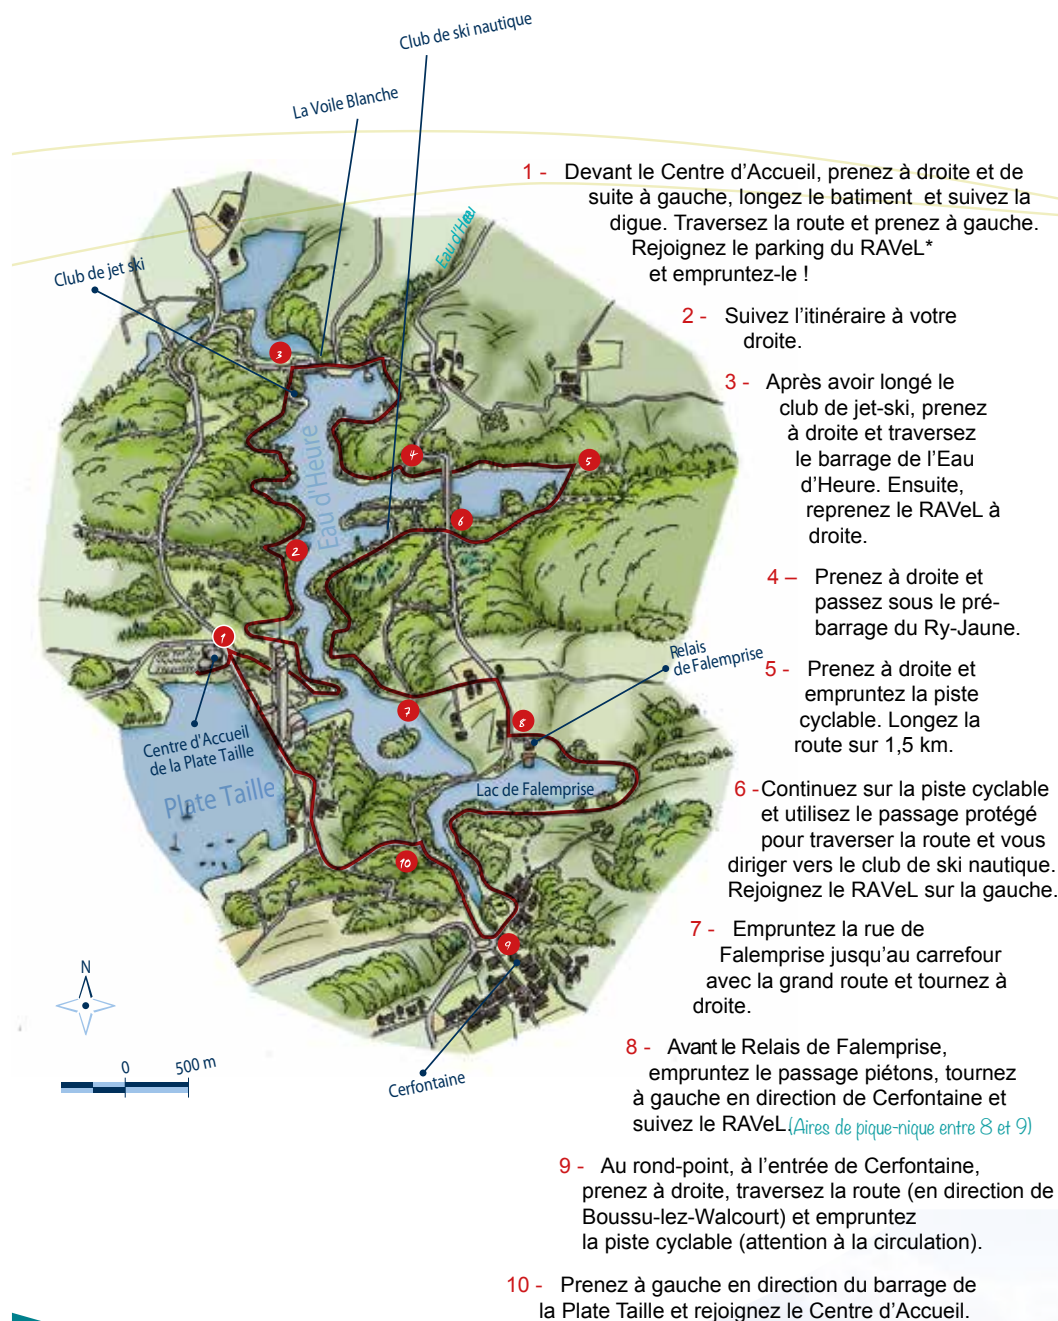 Club de ski nautique
La Voile Blanche
Club de jet ski
Eau d'Heu
1 - Devant le Centre d'Accueil, prenez à droite et de
suite à gauche, longez le batiment et suivez la
digue. Traversez la route et prenez à gauche.
Rejoignez le parking du RAVeL*
et empruntez-le !
2 - Suivez l'itinéraire à votre
droite.
3 - Après avoir longé le
club de jet-ski, prenez
à droite et traversez
le barrage de l'Eau
d'Heure. Ensuite,
reprenez le RAVeL à
droite.
4 – Prenez à droite et
passez sous le pré-
barrage du Ry-Jaune.
5 - Prenez à droite et
empruntez la piste
cyclable. Longez la
route sur 1,5 km.
6 -Continuez sur la piste cyclable
et utilisez le passage protégé
pour traverser la route et vous
diriger vers le club de ski nautique.
Rejoignez le RAVeL sur la gauche.
7 - Empruntez la rue de
Falemprise jusqu'au carrefour
avec la grand route et tournez à
droite.
8 - Avant le Relais de Falemprise,
empruntez le passage piétons, tournez
à gauche en direction de Cerfontaine et
suivez le RAVeL.(Aires de pique-nique entre 8 et 9)
9 - Au rond-point, à l'entrée de Cerfontaine,
prenez à droite, traversez la route (en direction de
Boussu-lez-Walcourt) et empruntez
la piste cyclable (attention à la circulation).
10 - Prenez à gauche en direction du barrage de
la Plate Taille et rejoignez le Centre d'Accueil.
3
4
5
Eau d'Heure
6
2
1
Relais
de Falemprise
7
8
Centre d'Accueil
de la Plate Taille
Plate Taille
Lac de Falemprise
10
9
N
0 500 m
Cerfontaine